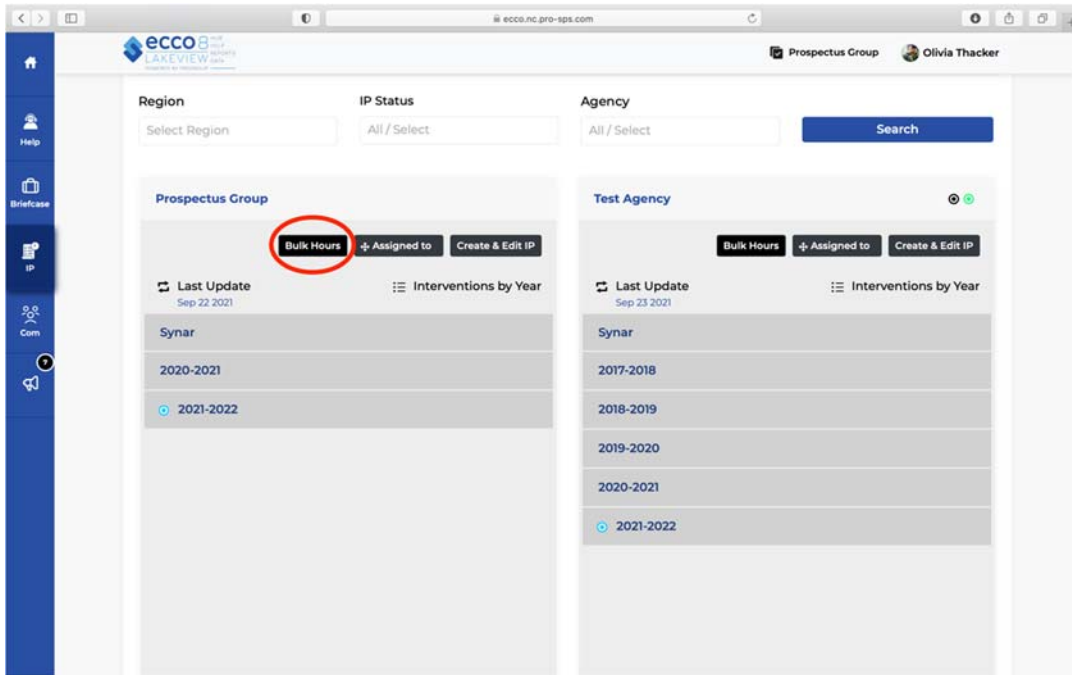 ecco.nc.pro-sps.com
ecco 8
LAKEVIEW
Prospectus Group
Olivia Thacker
Help
Briefcase
IP
Com
?
Region
IP Status
Agency
Select Region
All / Select
All / Select
Search
Prospectus Group
Bulk Hours
Assigned to
Create & Edit IP
Last Update
Interventions by Year
Sep 22 2021
Synar
2020-2021
2021-2022
Test Agency
Bulk Hours
Assigned to
Create & Edit IP
Last Update
Interventions by Year
Sep 23 2021
Synar
2017-2018
2018-2019
2019-2020
2020-2021
2021-2022